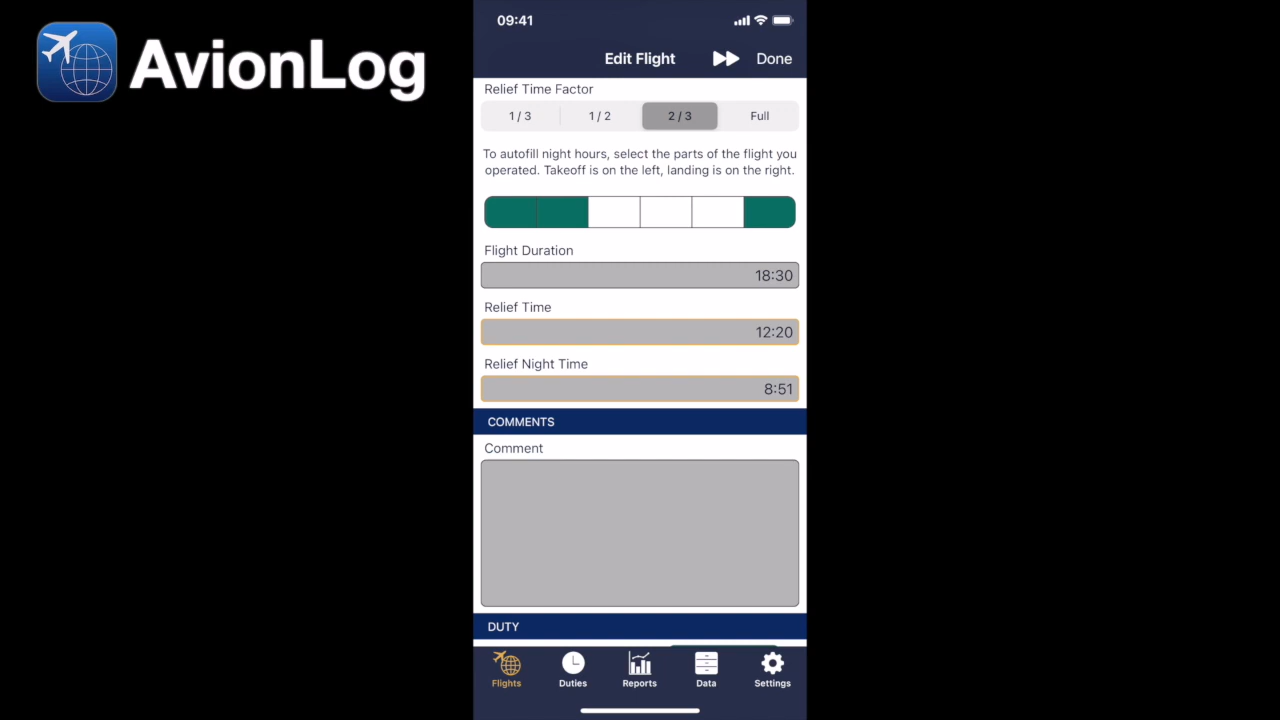 AvionLog
09:41
Edit Flight
Done
Relief Time Factor
1 / 3
1 / 2
2 / 3
Full
To autofill night hours, select the parts of the flight you
operated. Takeoff is on the left, landing is on the right.
Flight Duration
18:30
Relief Time
12:20
Relief Night Time
8:51
COMMENTS
Comment
DUTY
Flights
Duties
Reports
Data
Settings